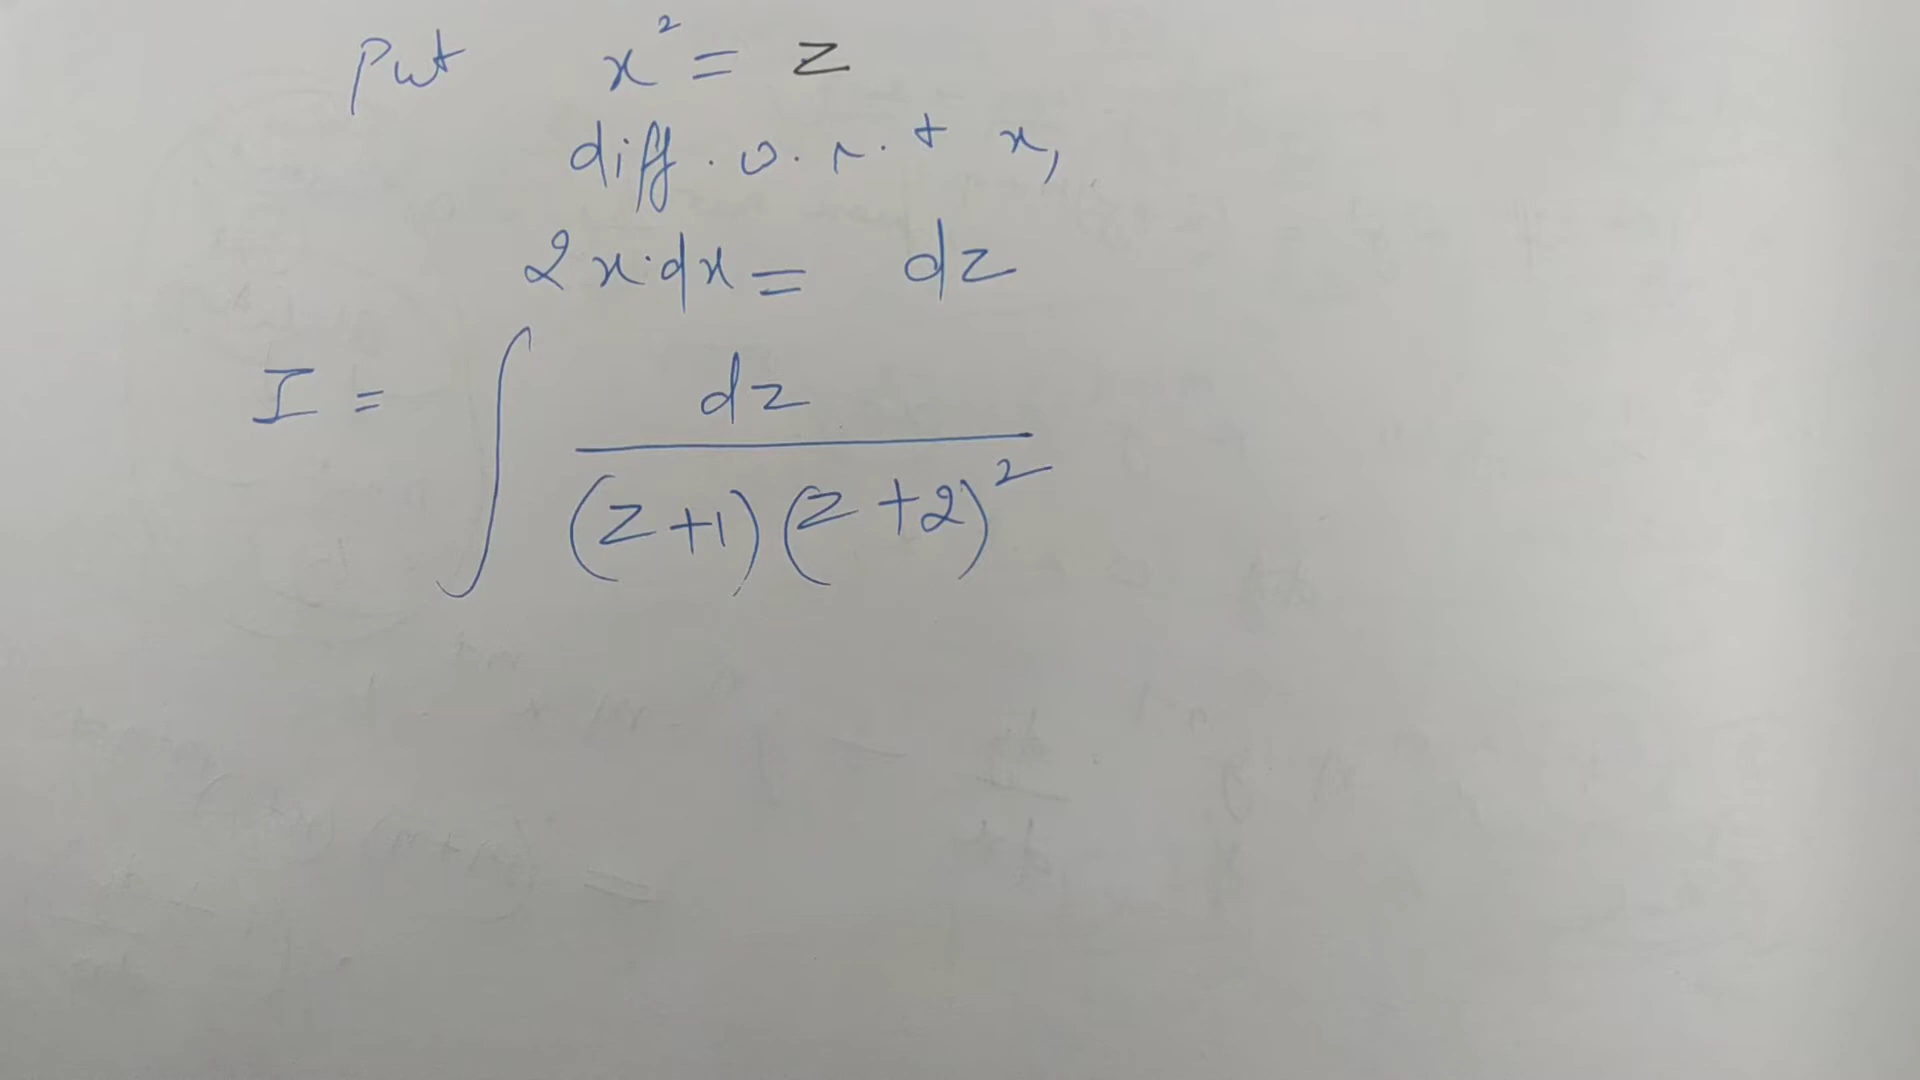 Put x² = z
diff. w.r.t x,
2x·dx = dz
I = ∫ dz / (z+1)(z+2)²